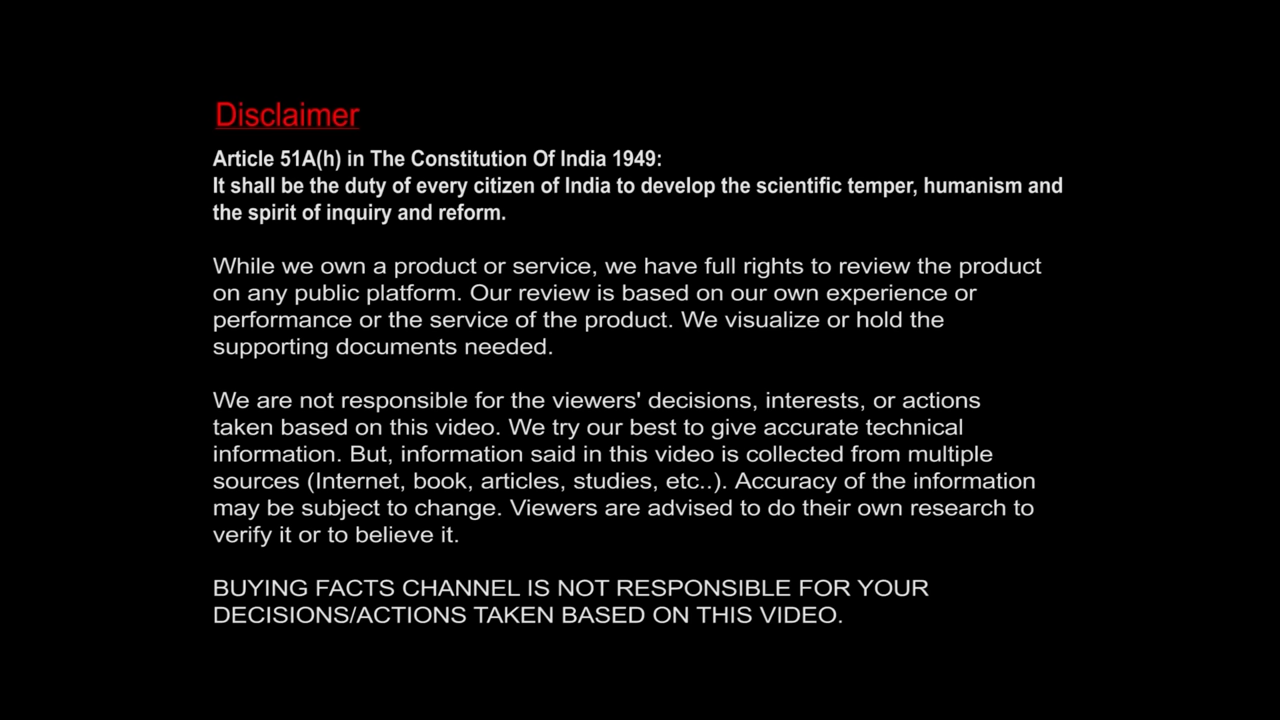 Disclaimer
Article 51A(h) in The Constitution Of India 1949:
It shall be the duty of every citizen of India to develop the scientific temper, humanism and
the spirit of inquiry and reform.
While we own a product or service, we have full rights to review the product
on any public platform. Our review is based on our own experience or
performance or the service of the product. We visualize or hold the
supporting documents needed.
We are not responsible for the viewers' decisions, interests, or actions
taken based on this video. We try our best to give accurate technical
information. But, information said in this video is collected from multiple
sources (Internet, book, articles, studies, etc..). Accuracy of the information
may be subject to change. Viewers are advised to do their own research to
verify it or to believe it.
BUYING FACTS CHANNEL IS NOT RESPONSIBLE FOR YOUR
DECISIONS/ACTIONS TAKEN BASED ON THIS VIDEO.